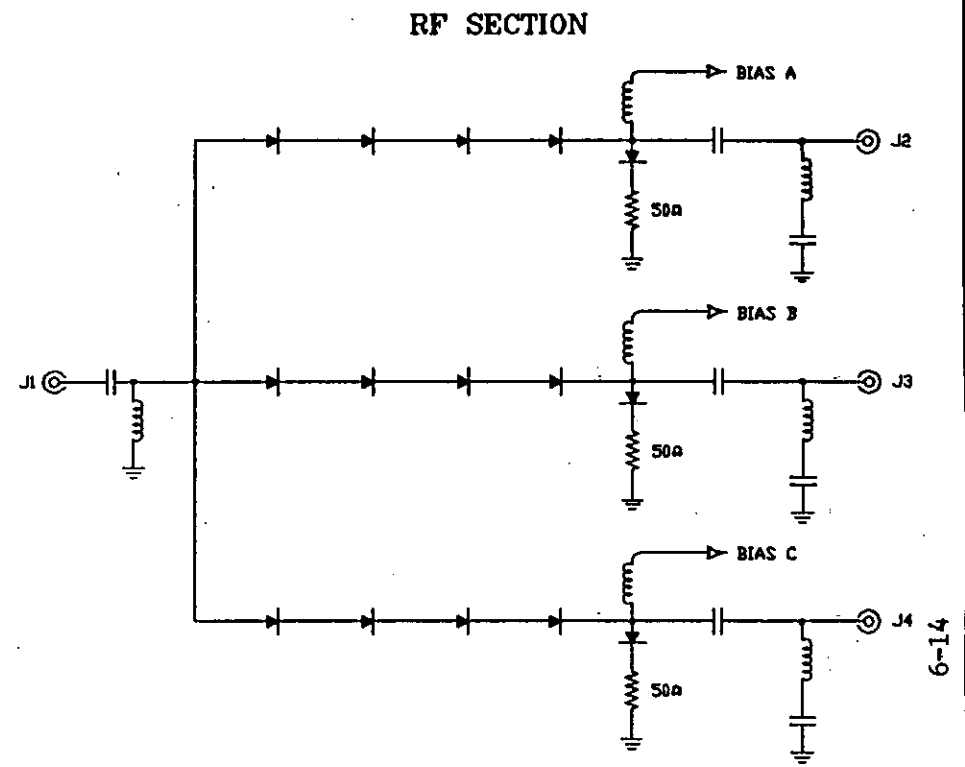 RF SECTION
BIAS A
J2
50Ω
BIAS B
J1
J3
50Ω
BIAS C
J4
50Ω
6-14